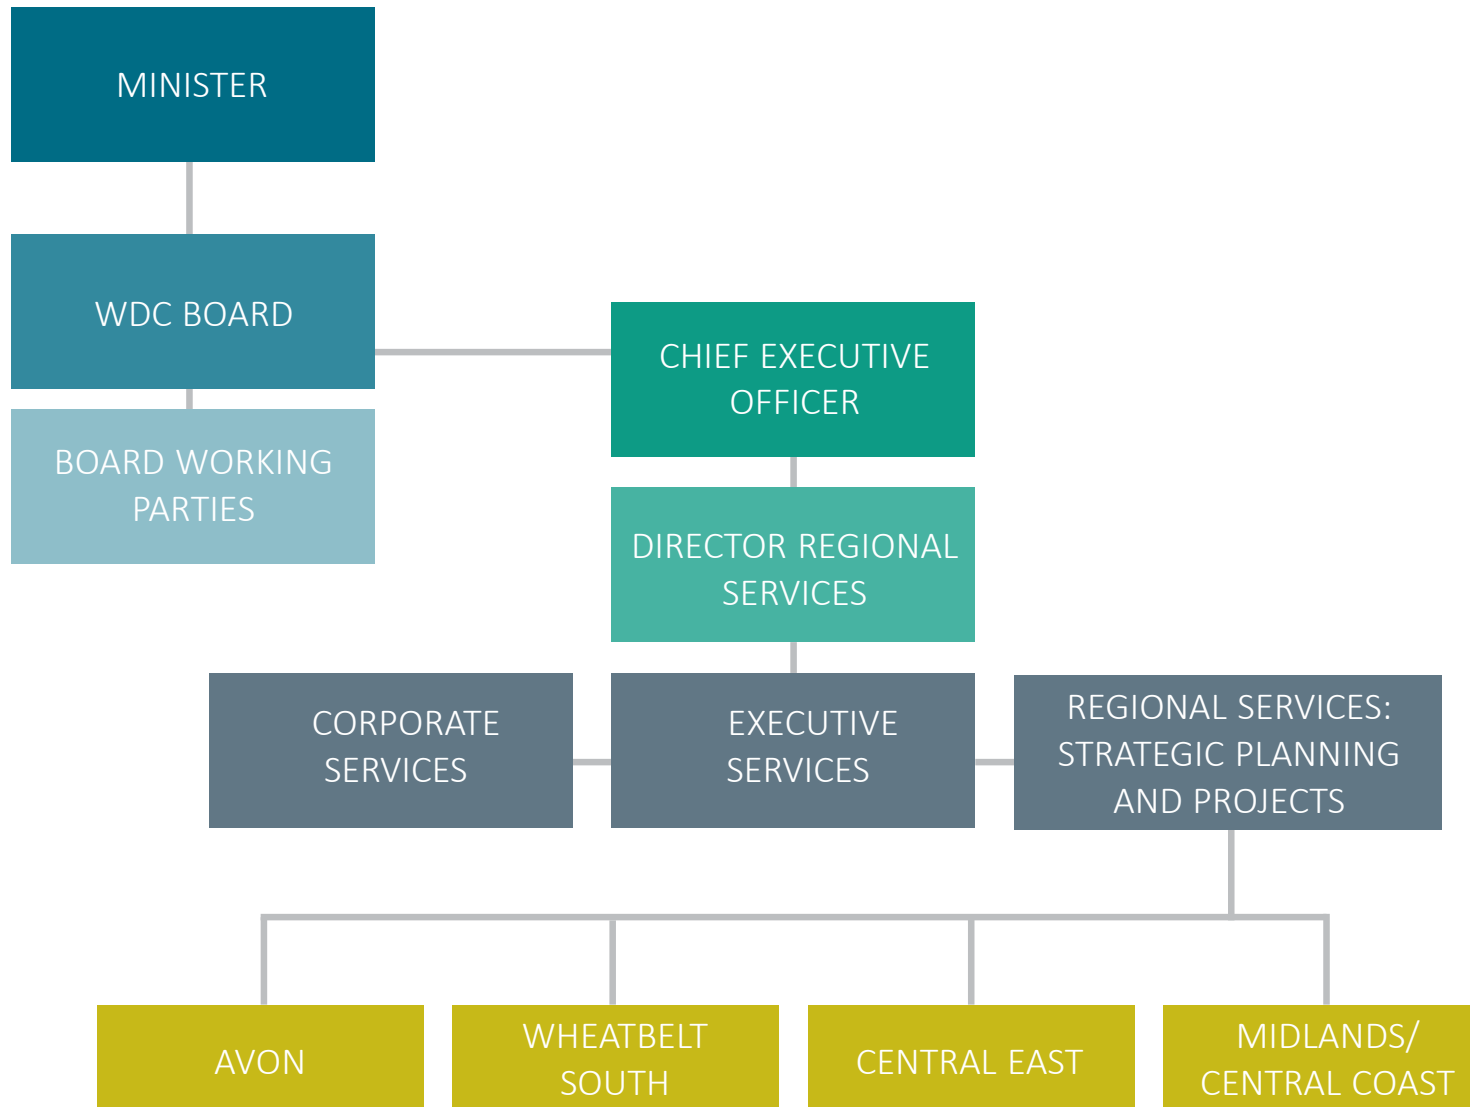 MINISTER
WDC BOARD
CHIEF EXECUTIVE
OFFICER
BOARD WORKING
PARTIES
DIRECTOR REGIONAL
SERVICES
CORPORATE
SERVICES
EXECUTIVE
SERVICES
REGIONAL SERVICES:
STRATEGIC PLANNING
AND PROJECTS
AVON
WHEATBELT
SOUTH
CENTRAL EAST
MIDLANDS/
CENTRAL COAST